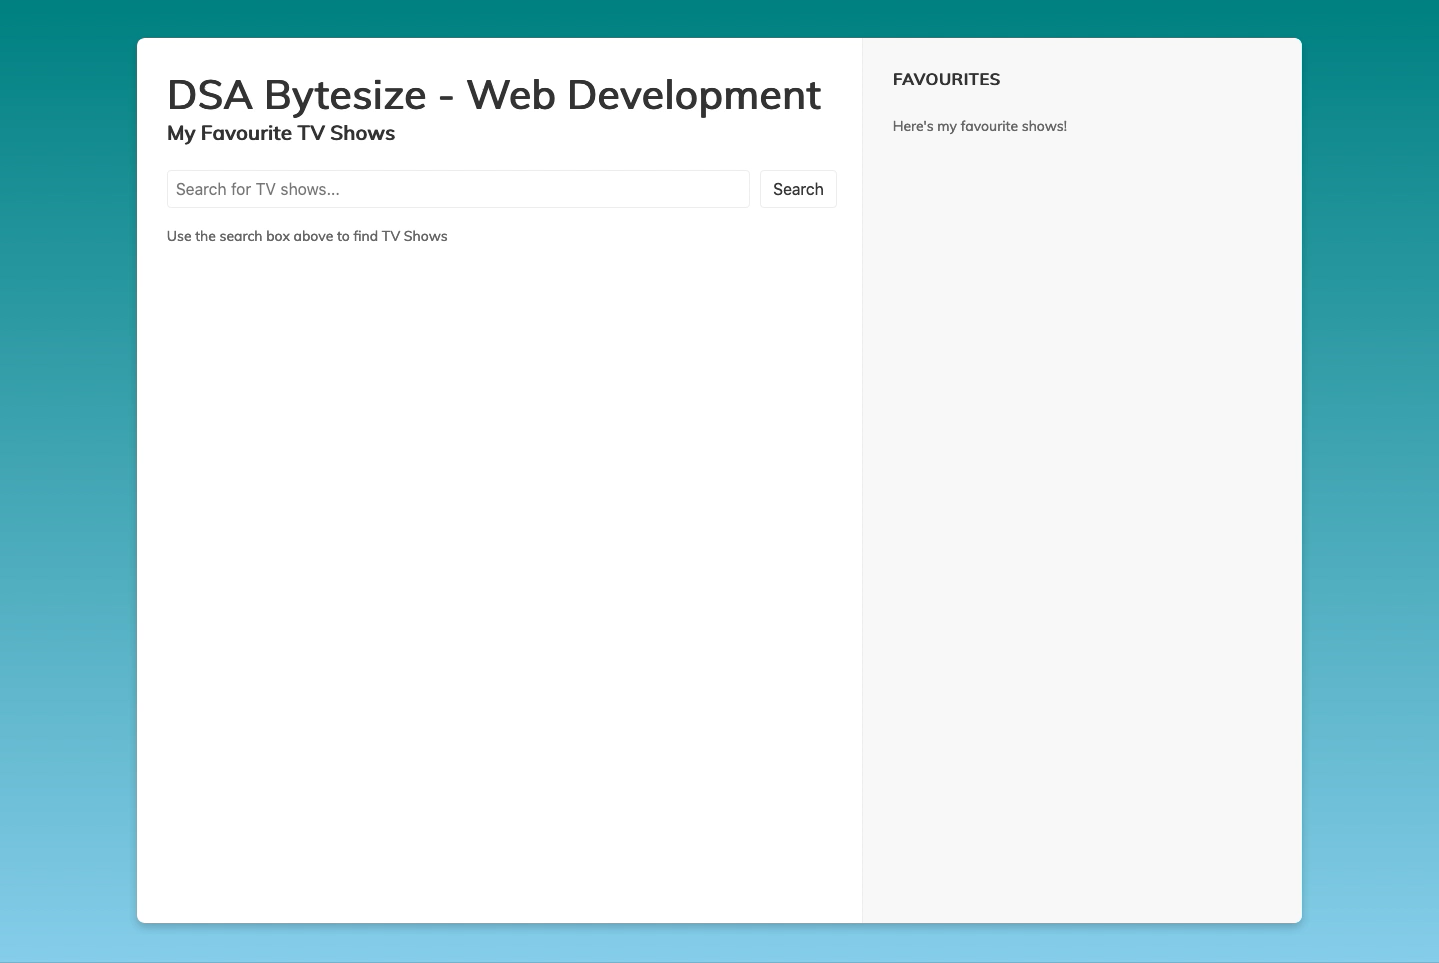 DSA Bytesize - Web Development
My Favourite TV Shows
Search for TV shows...
Search
Use the search box above to find TV Shows
FAVOURITES
Here's my favourite shows!